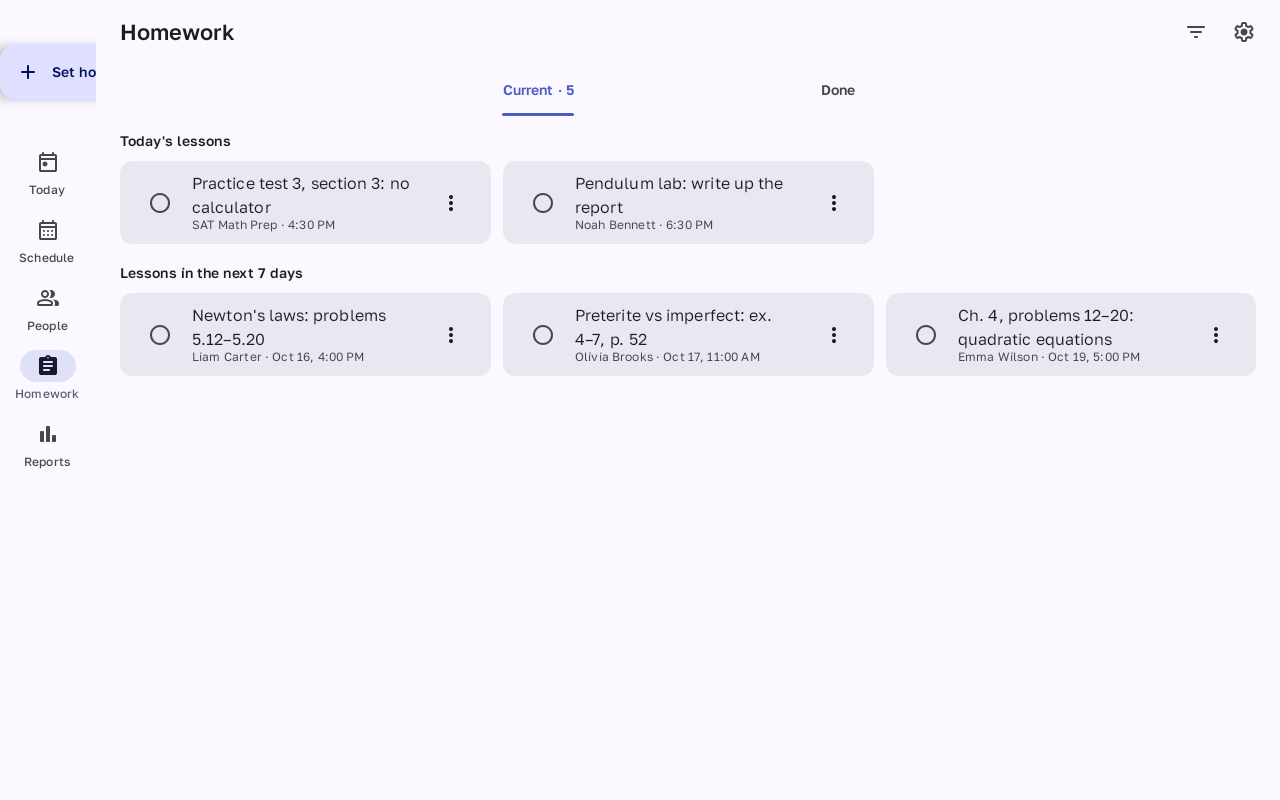 Homework
Set ho
Current · 5
Done
Today
Schedule
People
Homework
Reports
Today's lessons
Practice test 3, section 3: no
calculator
SAT Math Prep · 4:30 PM
Pendulum lab: write up the
report
Noah Bennett · 6:30 PM
Lessons in the next 7 days
Newton's laws: problems
5.12–5.20
Liam Carter · Oct 16, 4:00 PM
Preterite vs imperfect: ex.
4–7, p. 52
Olivia Brooks · Oct 17, 11:00 AM
Ch. 4, problems 12–20:
quadratic equations
Emma Wilson · Oct 19, 5:00 PM